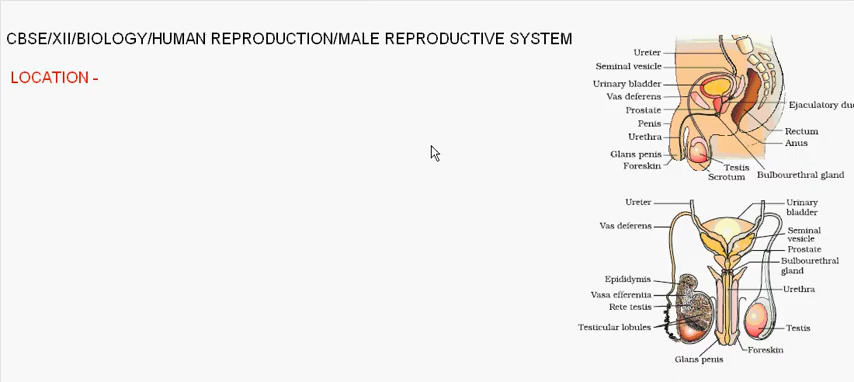 CBSE/XII/BIOLOGY/HUMAN REPRODUCTION/MALE REPRODUCTIVE SYSTEM
LOCATION -
Ureter
Seminal vesicle
Urinary bladder
Vas deferens
Prostate
Penis
Urethra
Glans penis
Foreskin
Ejaculatory duc
Rectum
Anus
Testis
Scrotum
Bulbourethral gland
Ureter
Vas deferens
Epididymis
Vasa efferentia
Rete testis
Testicular lobules
Glans penis
Urinary
bladder
Seminal
vesicle
Prostate
Bulbourethral
gland
Urethra
Testis
Foreskin